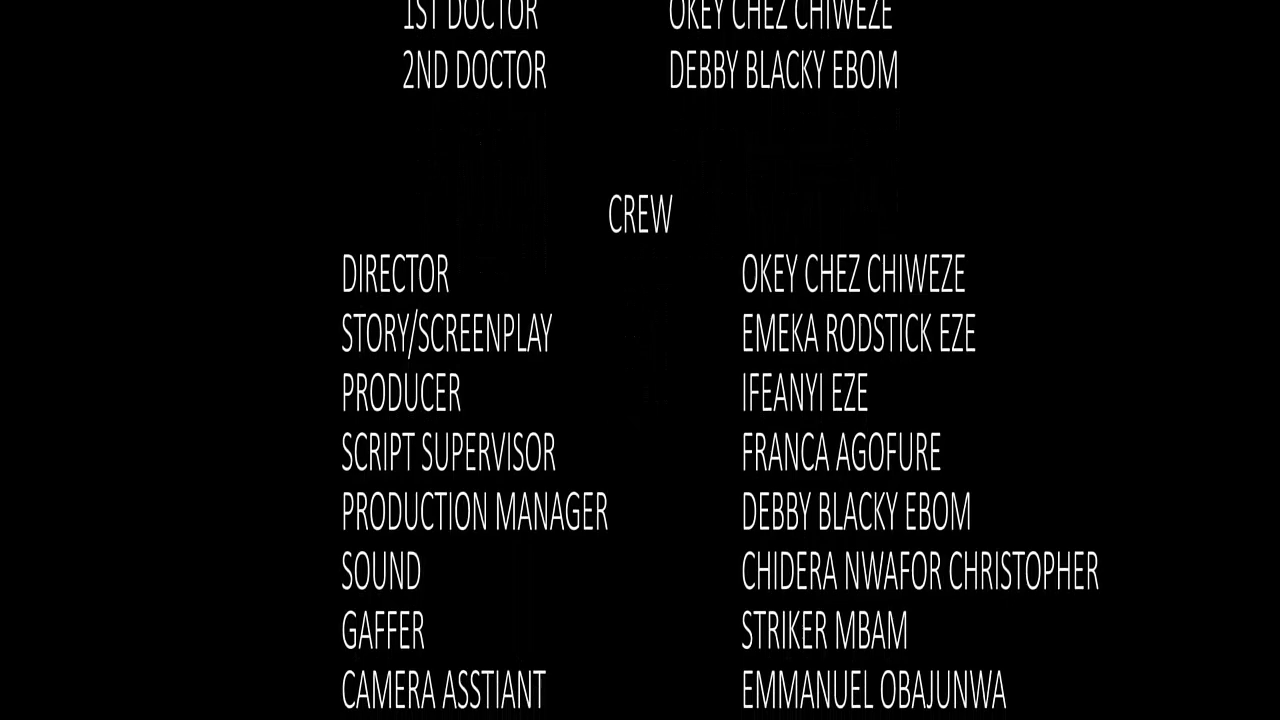 1ST DOCTOR OKEY CHEZ CHIWEZE
2ND DOCTOR DEBBY BLACKY EBOM
CREW
DIRECTOR OKEY CHEZ CHIWEZE
STORY/SCREENPLAY EMEKA RODSTICK EZE
PRODUCER IFEANYI EZE
SCRIPT SUPERVISOR FRANCA AGOFURE
PRODUCTION MANAGER DEBBY BLACKY EBOM
SOUND CHIDERA NWAFOR CHRISTOPHER
GAFFER STRIKER MBAM
CAMERA ASSTIANT EMMANUEL OBAJUNWA